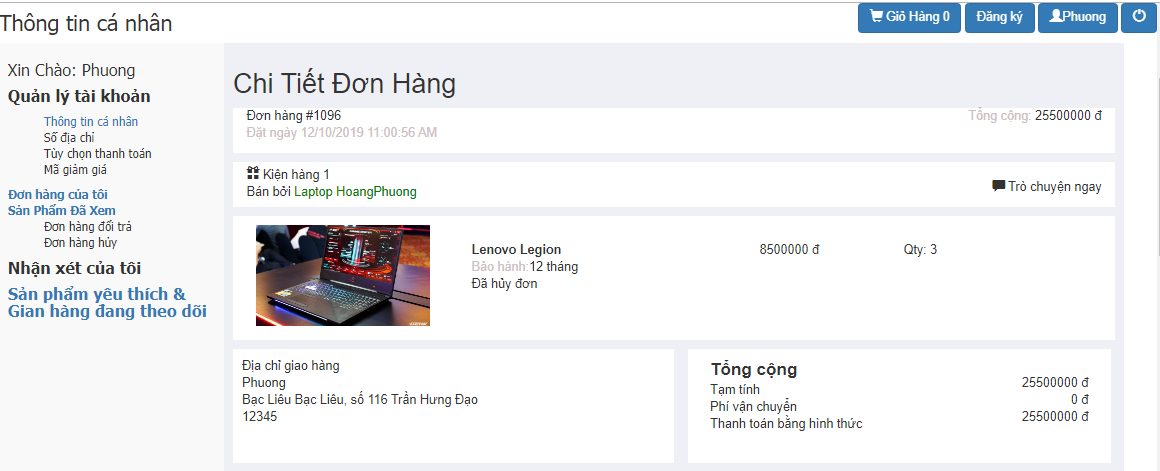 Thông tin cá nhân
Giỏ Hàng 0
Đăng ký
Phuong
Xin Chào: Phuong
Quản lý tài khoản
Thông tin cá nhân
Số địa chỉ
Tùy chọn thanh toán
Mã giảm giá
Đơn hàng của tôi
Sản Phẩm Đã Xem
Đơn hàng đổi trả
Đơn hàng hủy
Nhận xét của tôi
Sản phẩm yêu thích &
Gian hàng đang theo dõi
Chi Tiết Đơn Hàng
Đơn hàng #1096
Tổng cộng: 25500000 đ
Đặt ngày 12/10/2019 11:00:56 AM
Kiện hàng 1
Bán bởi Laptop HoangPhuong
Trò chuyện ngay
Lenovo Legion 8500000 đ Qty: 3
Bảo hành:12 tháng
Đã hủy đơn
Địa chỉ giao hàng
Phuong
Bạc Liêu Bạc Liêu, số 116 Trần Hưng Đạo
12345
Tổng cộng
Tạm tính 25500000 đ
Phí vận chuyển 0 đ
Thanh toán bằng hình thức 25500000 đ